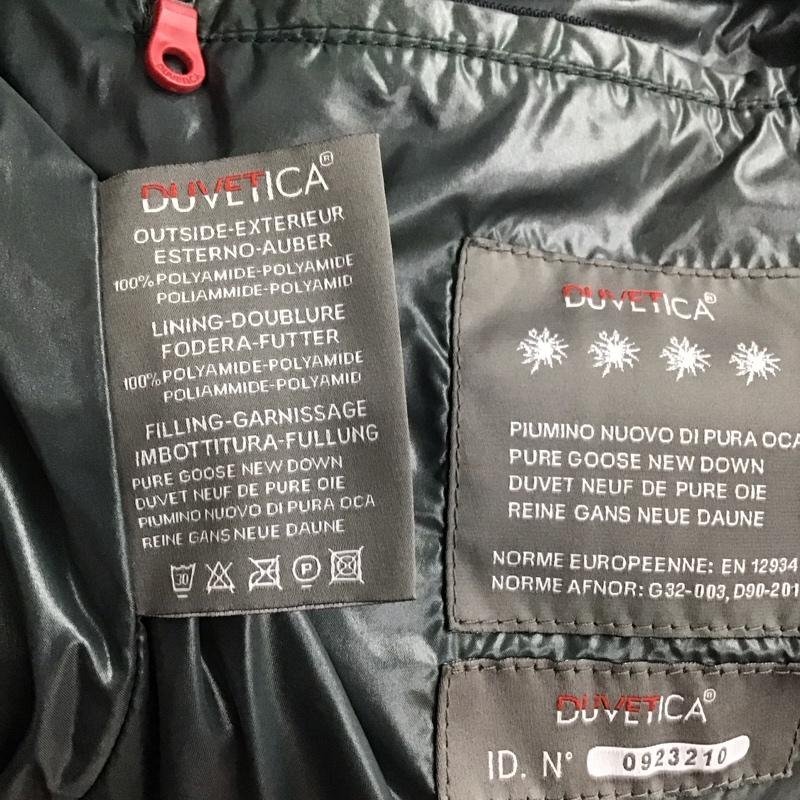 DUVETICA®
OUTSIDE-EXTERIEUR
ESTERNO-AUBER
100% POLYAMIDE-POLYAMIDE
POLIAMMIDE-POLYAMID
LINING-DOUBLURE
FODERA-FUTTER
100% POLYAMIDE-POLYAMIDE
POLIAMMIDE-POLYAMID
FILLING-GARNISSAGE
IMBOTTITURA-FULLUNG
PURE GOOSE NEW DOWN
DUVET NEUF DE PURE OIE
PIUMINO NUOVO DI PURA OCA
REINE GANS NEUE DAUNE
30 P
DUVETICA®
PIUMINO NUOVO DI PURA OCA
PURE GOOSE NEW DOWN
DUVET NEUF DE PURE OIE
REINE GANS NEUE DAUNE
NORME EUROPEENNE: EN 12934
NORME AFNOR: G32-003, D90-201
DUVETICA®
ID. N° 0923210